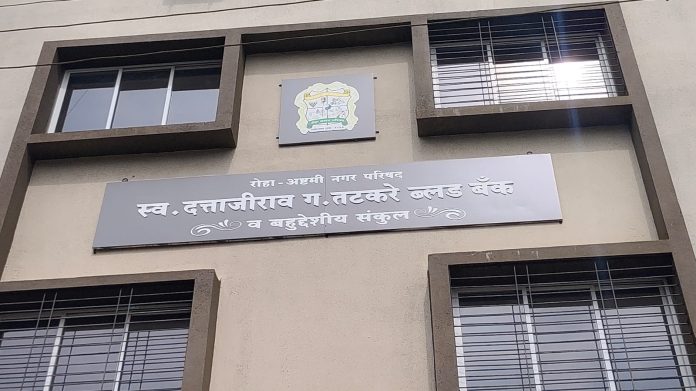 रोहा - अष्टमी नगर परिषद
स्व. दत्ताजीराव ग. तटकरे ब्लड बँक
व बहुद्देशीय संकुल